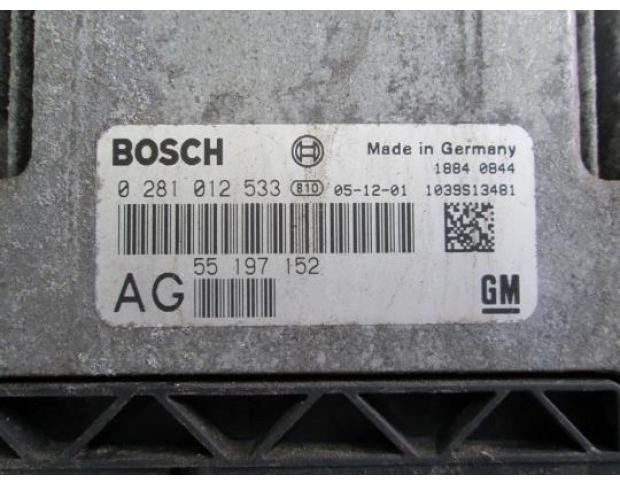 BOSCH
Made in Germany
1884 0844
0 281 012 533 810 05-12-01 1039S13481
55 197 152
AG
GM